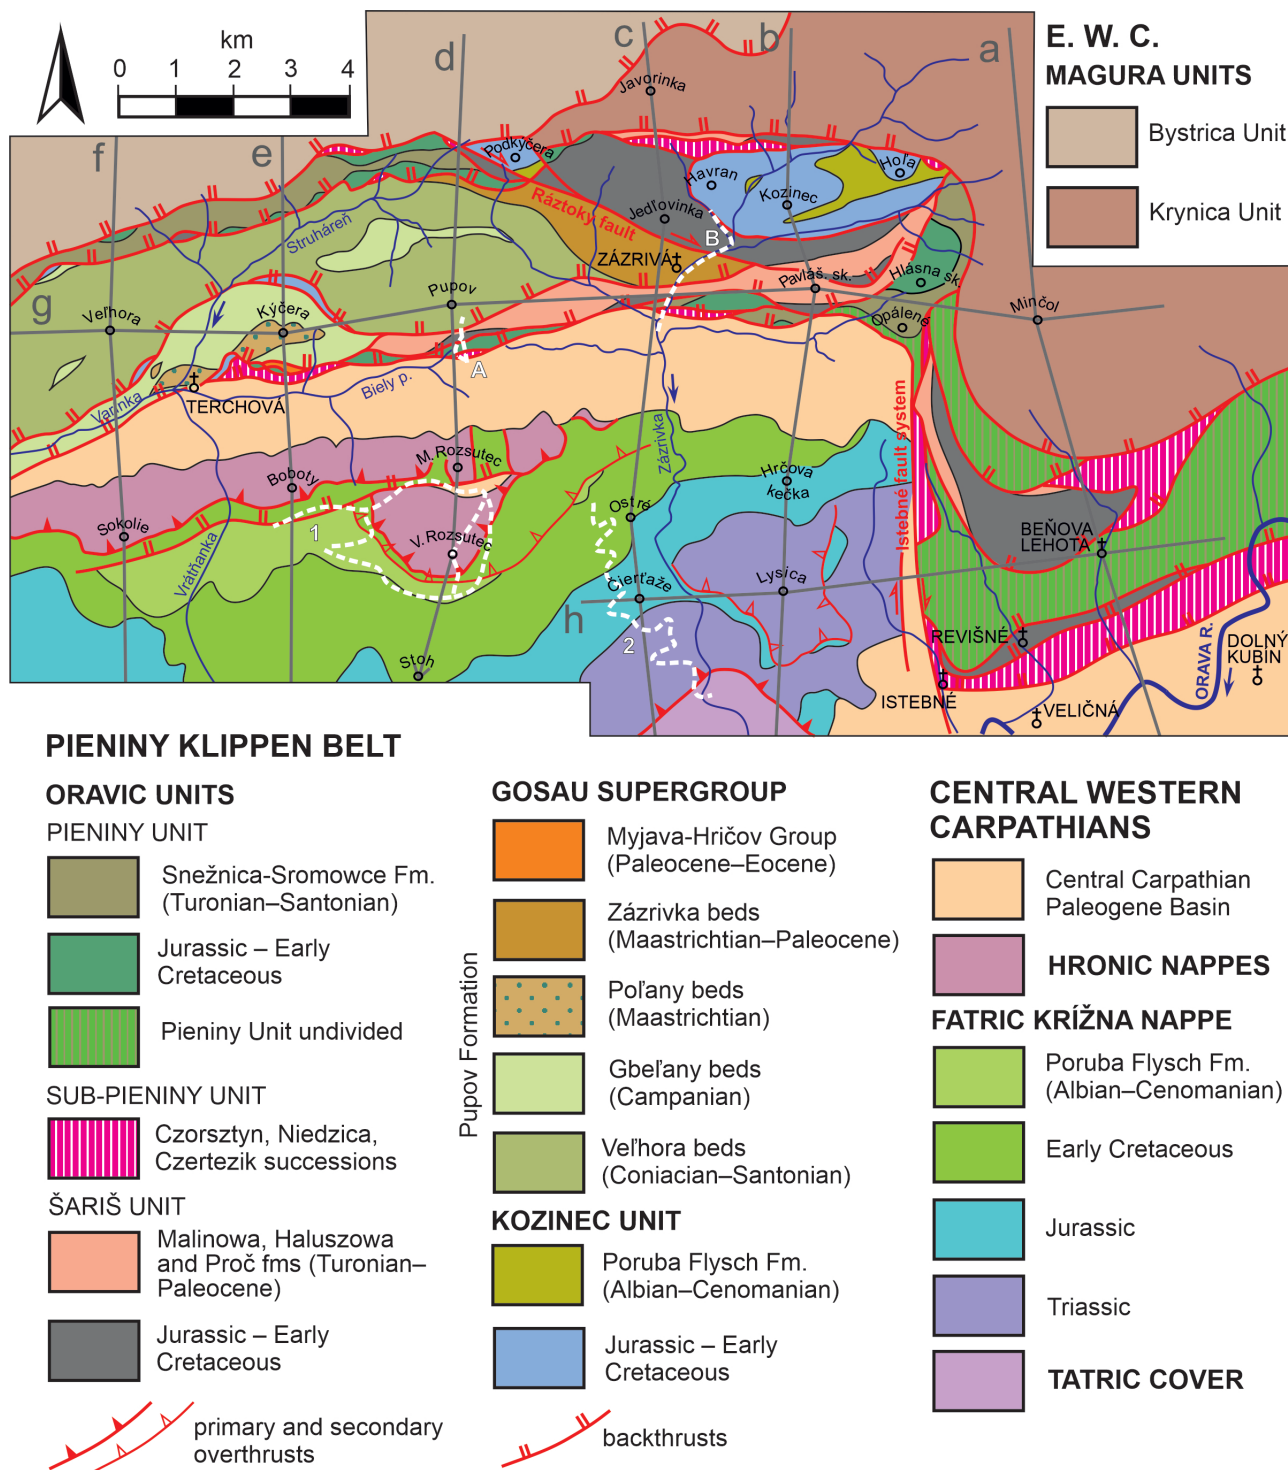 km
0 1 2 3 4
a
b
c
d
e
f
g
h
Javorinka
Podkýčera
Havran
Hoľa
Kozinec
Jedľovinka
Ráztoky fault
B
ZÁZRIVÁ
Struháreň
Pupov
Pavláš. sk.
Hlásna sk.
Opálené
Minčol
Veľhora
Kýčera
A
Varínka
TERCHOVÁ
Biely p.
Zázrivka
M. Rozsutec
Boboty
Sokolie
1
V. Rozsutec
Vrátňanka
Ostré
Hrčova
kečka
Istebné fault system
BEŇOVA
LEHOTA
Cierťaže
Lysica
2
Stoh
REVIŠNÉ
ISTEBNÉ
VELIČNÁ
ORAVA R.
DOLNÝ
KUBÍN
E. W. C.
MAGURA UNITS
Bystrica Unit
Krynica Unit
PIENINY KLIPPEN BELT
ORAVIC UNITS
PIENINY UNIT
Snežnica-Sromowce Fm.
(Turonian–Santonian)
Jurassic – Early
Cretaceous
Pieniny Unit undivided
SUB-PIENINY UNIT
Czorsztyn, Niedzica,
Czertezik successions
ŠARIŠ UNIT
Malinowa, Haluszowa
and Proč fms (Turonian–
Paleocene)
Jurassic – Early
Cretaceous
primary and secondary
overthrusts
GOSAU SUPERGROUP
Myjava-Hričov Group
(Paleocene–Eocene)
Pupov Formation
Zázrivka beds
(Maastrichtian–Paleocene)
Poľany beds
(Maastrichtian)
Gbeľany beds
(Campanian)
Veľhora beds
(Coniacian–Santonian)
KOZINEC UNIT
Poruba Flysch Fm.
(Albian–Cenomanian)
Jurassic – Early
Cretaceous
backthrusts
CENTRAL WESTERN
CARPATHIANS
Central Carpathian
Paleogene Basin
HRONIC NAPPES
FATRIC KRÍŽNA NAPPE
Poruba Flysch Fm.
(Albian–Cenomanian)
Early Cretaceous
Jurassic
Triassic
TATRIC COVER